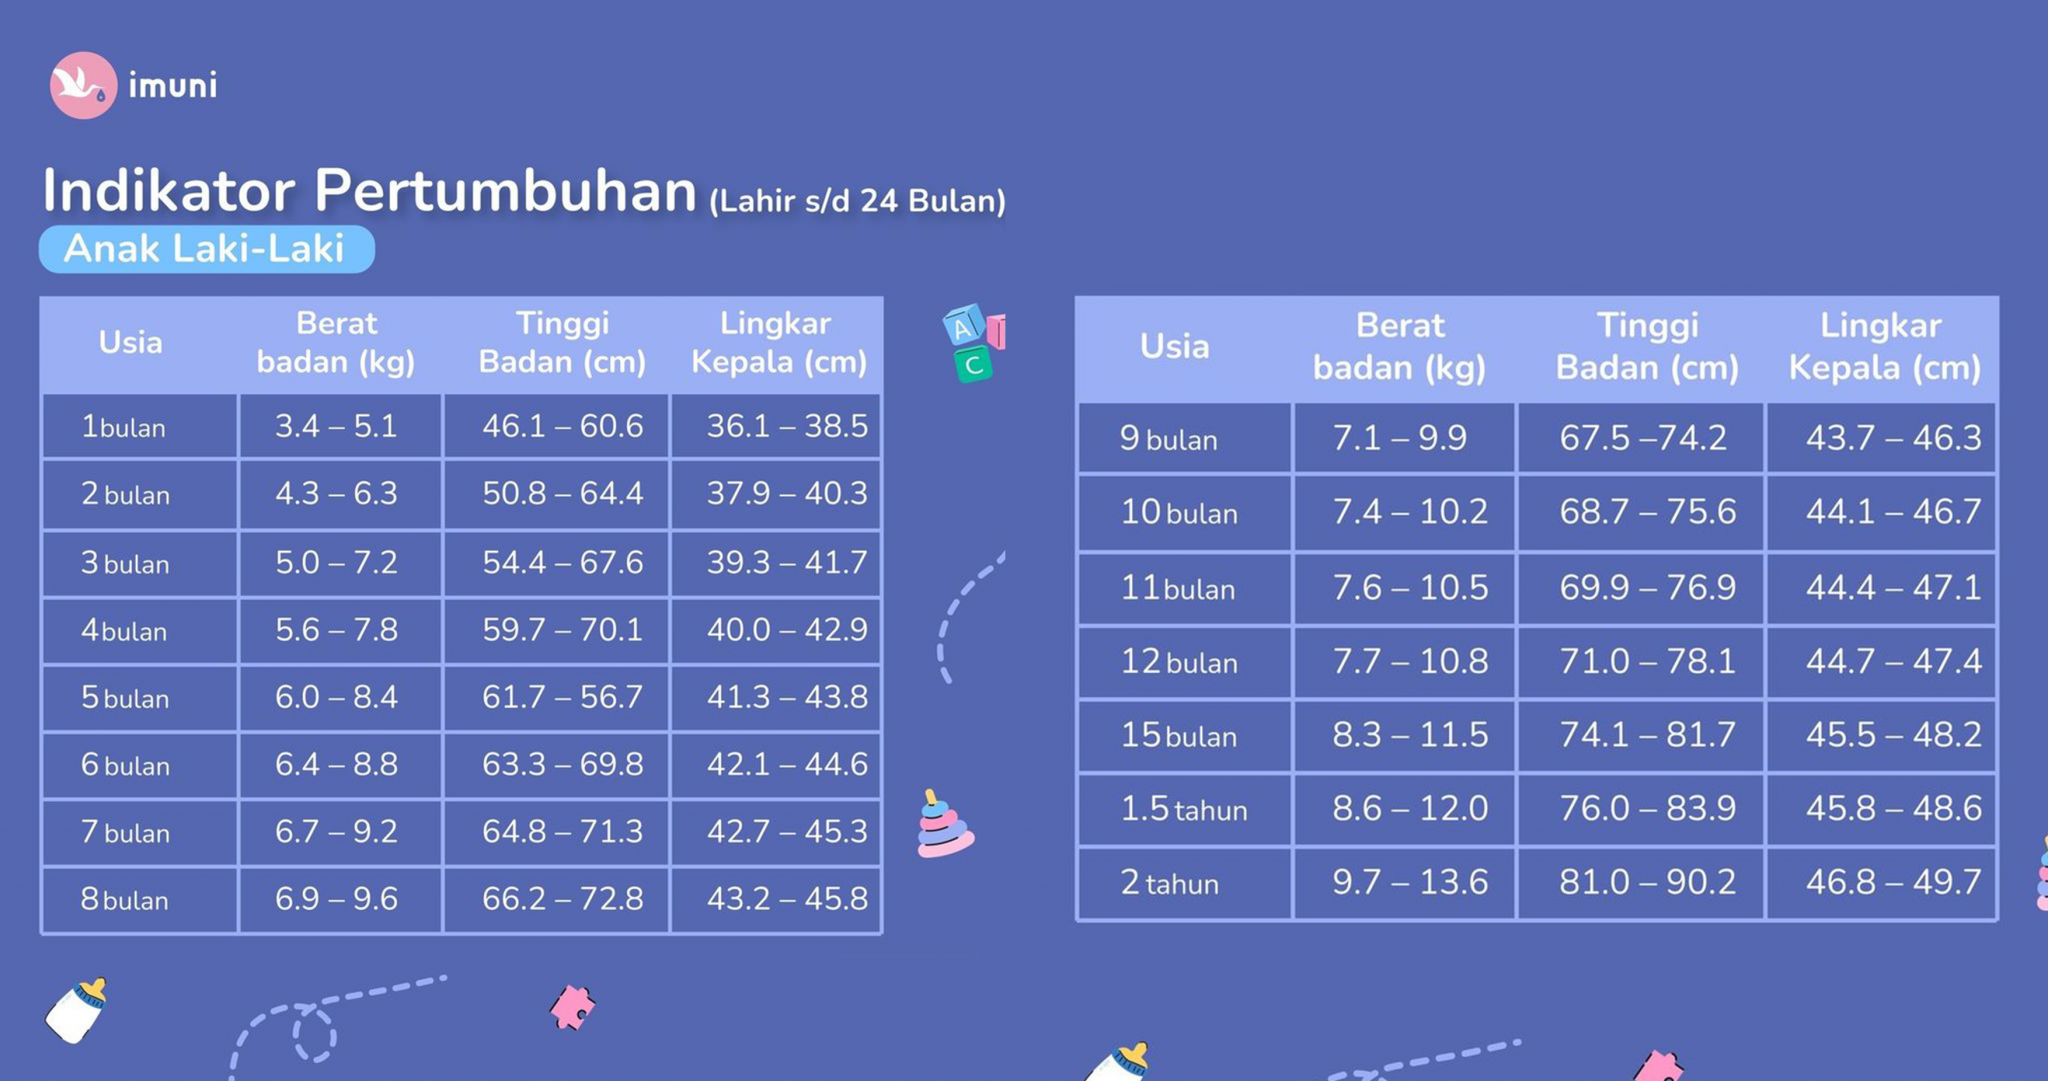 imuni
Indikator Pertumbuhan (Lahir s/d 24 Bulan)
Anak Laki-Laki
Usia Berat badan (kg) Tinggi Badan (cm) Lingkar Kepala (cm)
1 bulan 3.4 – 5.1 46.1 – 60.6 36.1 – 38.5
2 bulan 4.3 – 6.3 50.8 – 64.4 37.9 – 40.3
3 bulan 5.0 – 7.2 54.4 – 67.6 39.3 – 41.7
4 bulan 5.6 – 7.8 59.7 – 70.1 40.0 – 42.9
5 bulan 6.0 – 8.4 61.7 – 56.7 41.3 – 43.8
6 bulan 6.4 – 8.8 63.3 – 69.8 42.1 – 44.6
7 bulan 6.7 – 9.2 64.8 – 71.3 42.7 – 45.3
8 bulan 6.9 – 9.6 66.2 – 72.8 43.2 – 45.8
A
C
Usia Berat badan (kg) Tinggi Badan (cm) Lingkar Kepala (cm)
9 bulan 7.1 – 9.9 67.5 –74.2 43.7 – 46.3
10 bulan 7.4 – 10.2 68.7 – 75.6 44.1 – 46.7
11 bulan 7.6 – 10.5 69.9 – 76.9 44.4 – 47.1
12 bulan 7.7 – 10.8 71.0 – 78.1 44.7 – 47.4
15 bulan 8.3 – 11.5 74.1 – 81.7 45.5 – 48.2
1.5 tahun 8.6 – 12.0 76.0 – 83.9 45.8 – 48.6
2 tahun 9.7 – 13.6 81.0 – 90.2 46.8 – 49.7